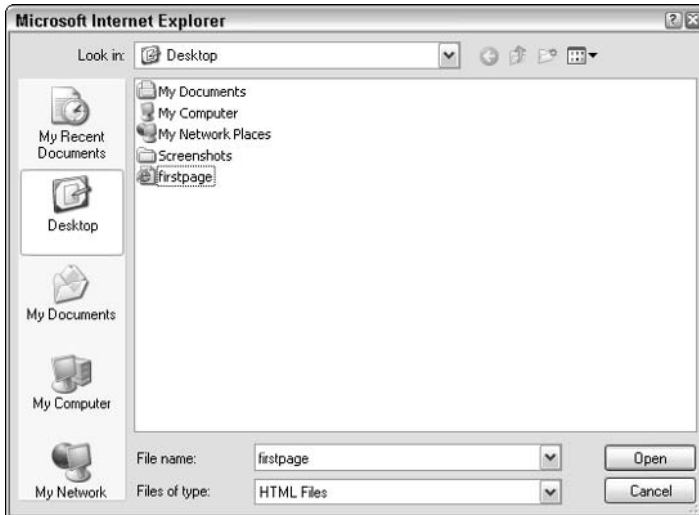 Microsoft Internet Explorer
Look in: Desktop
My Documents
My Computer
My Network Places
Screenshots
firstpage
My Recent
Documents
Desktop
My Documents
My Computer
My Network
File name: firstpage Open
Files of type: HTML Files Cancel